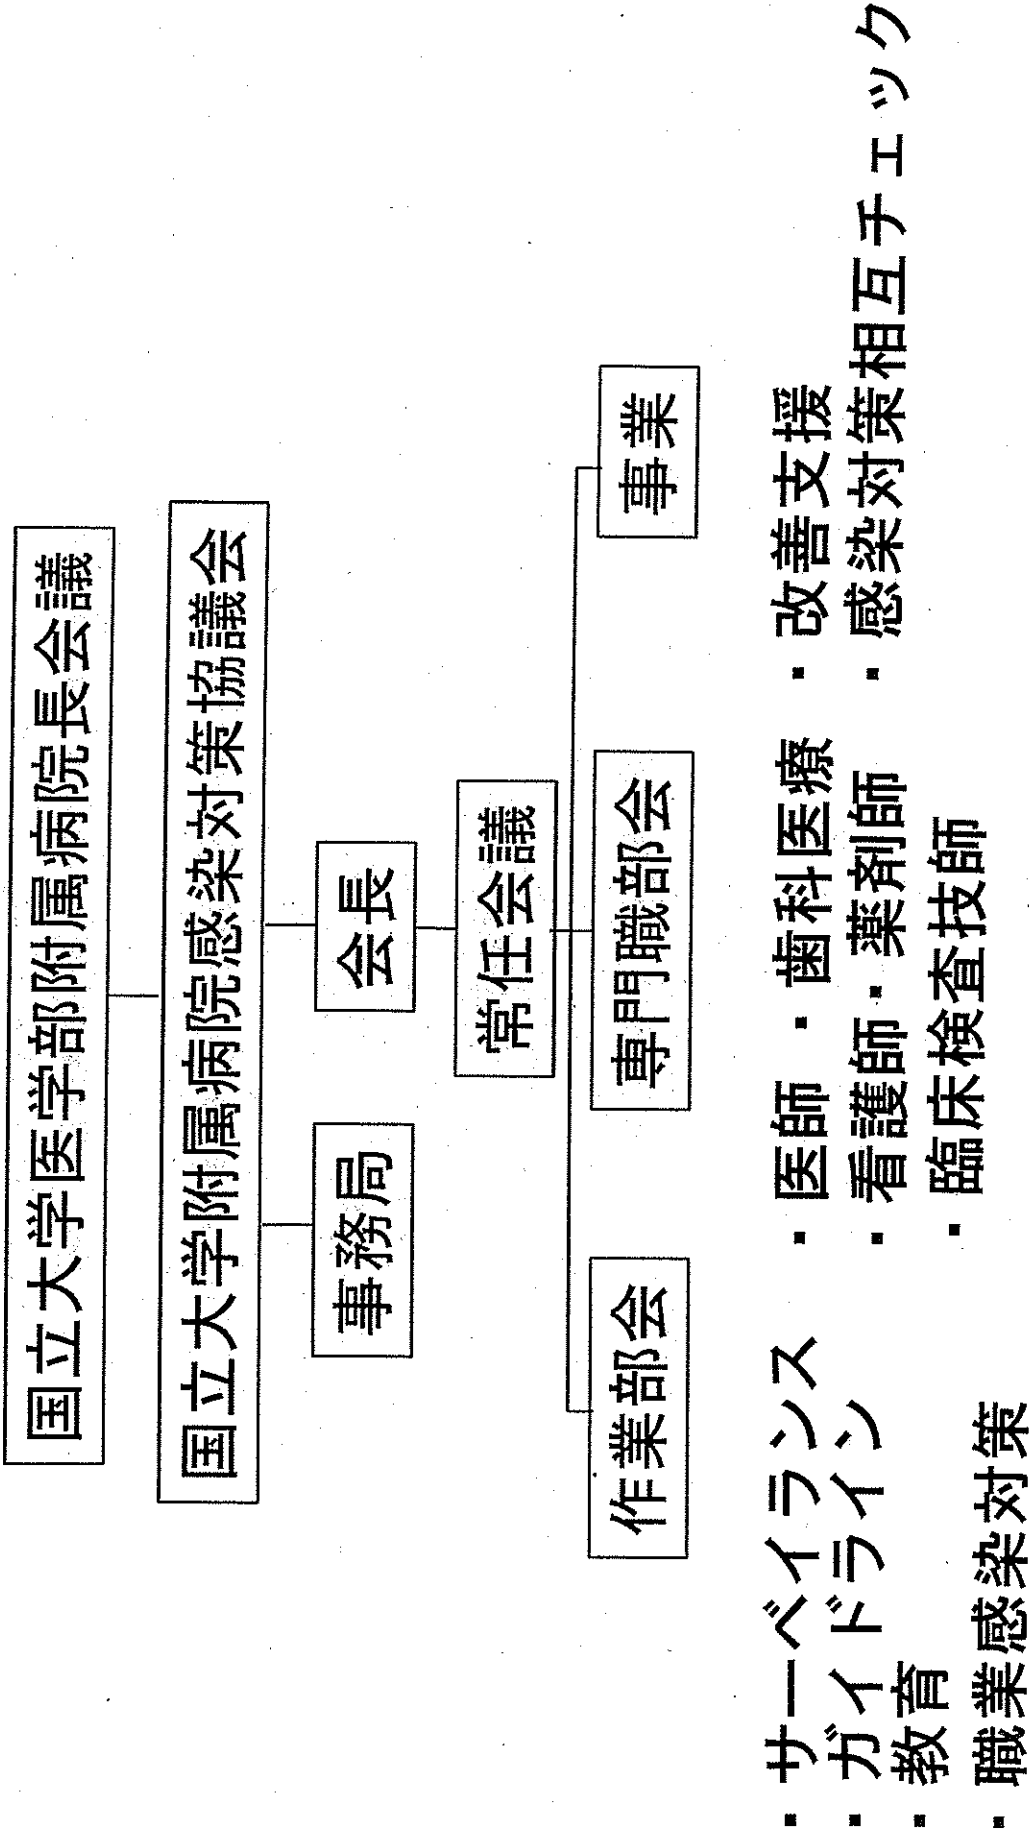 国立大学医学部附属病院長会議
国立大学附属病院感染対策協議会
事務局
会長
常任会議
作業部会
専門職部会
事業
・サーベイランス
・ガイドライン
・教育
・職業感染対策
・医師 ・歯科医療
・看護師・薬剤師
・臨床検査技師
・改善支援
・感染対策相互チェック